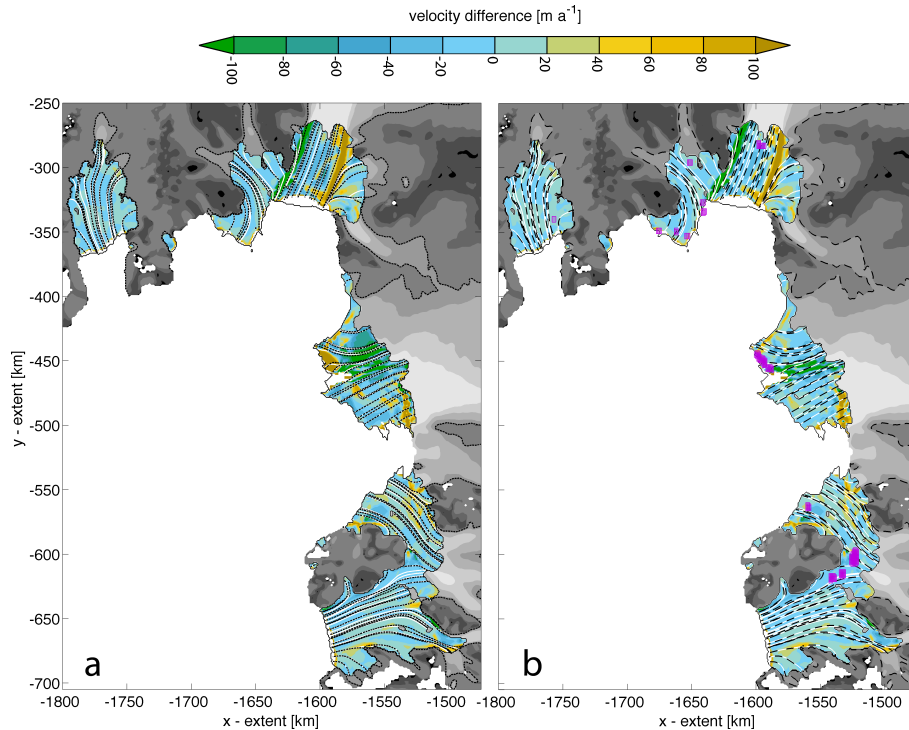 velocity difference [m a-1]
-100 -80 -60 -40 -20 0 20 40 60 80 100
-250
-300
-350
-400
-450
-500
-550
-600
-650
-700
y - extent [km]
a
b
-1800 -1750 -1700 -1650 -1600 -1550 -1500
-1800 -1750 -1700 -1650 -1600 -1550 -1500
x - extent [km]
x - extent [km]